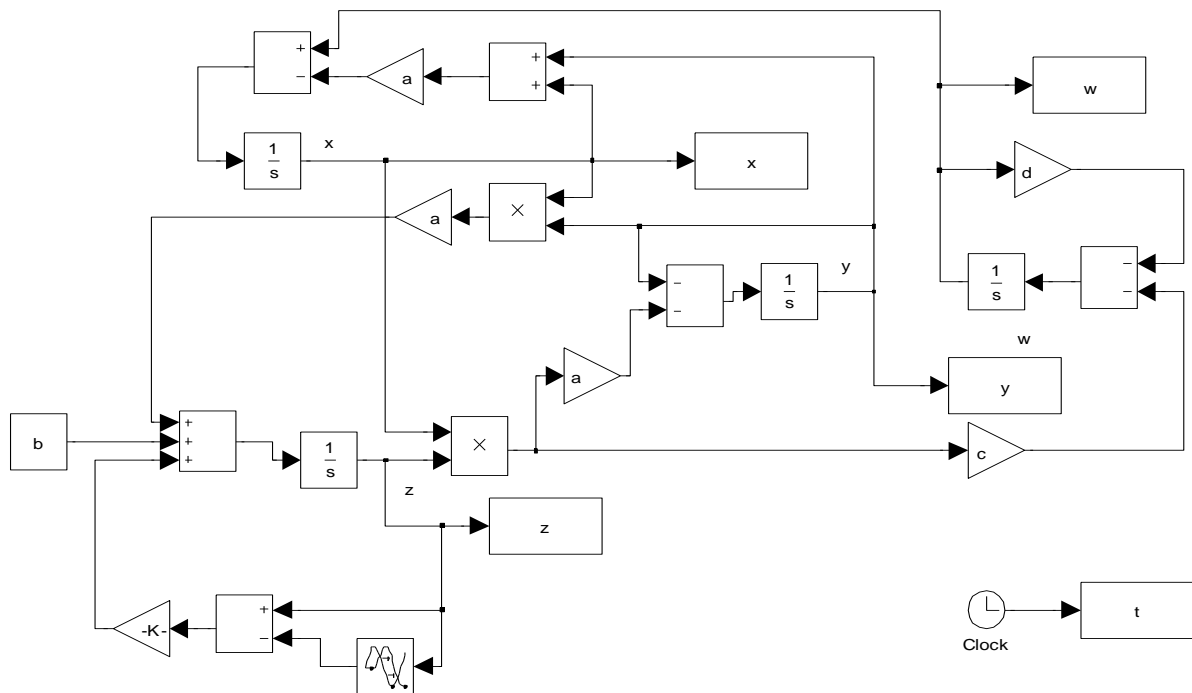 +
−
a
+
+
w
1
s
x
x
d
a
×
−
−
1
s
y
1
s
−
−
w
a
y
b
+
+
+
1
s
z
×
c
z
-K-
+
−
t
Clock